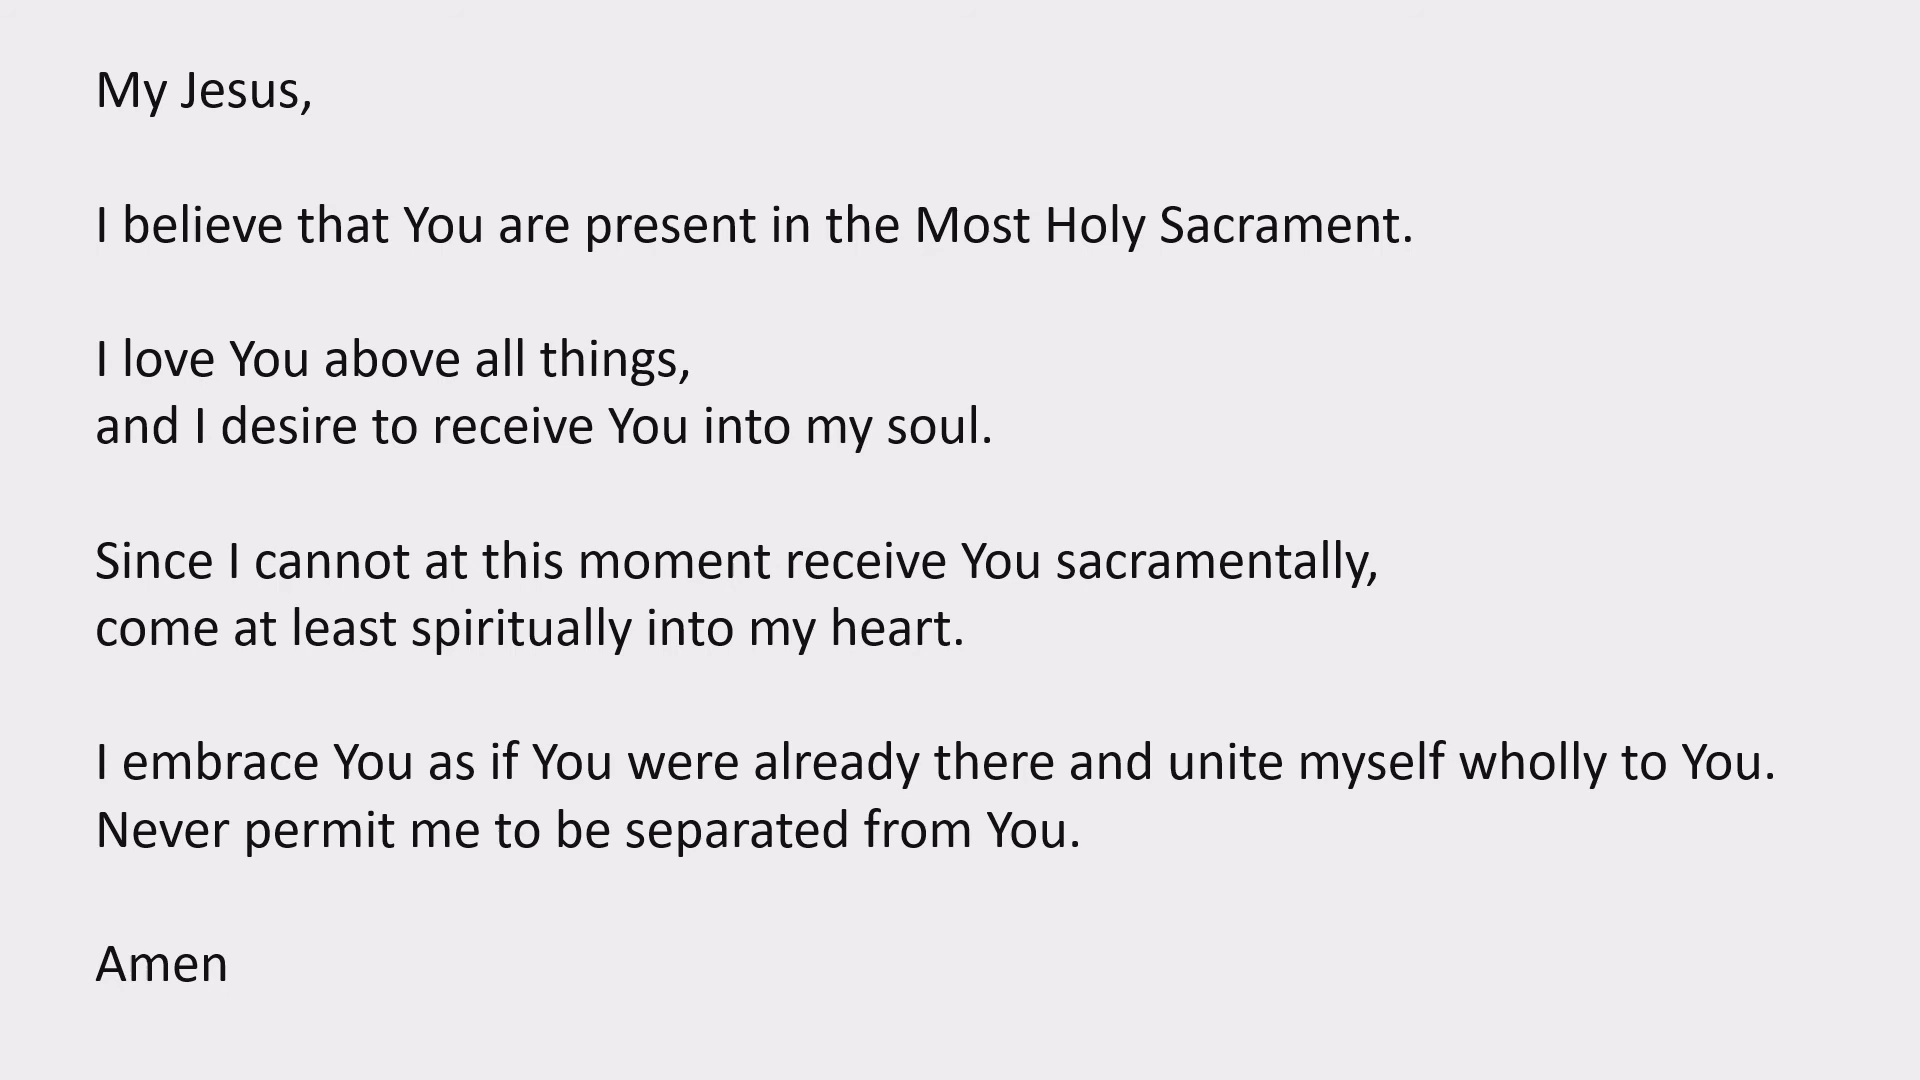 My Jesus,
I believe that You are present in the Most Holy Sacrament.
I love You above all things,
and I desire to receive You into my soul.
Since I cannot at this moment receive You sacramentally,
come at least spiritually into my heart.
I embrace You as if You were already there and unite myself wholly to You.
Never permit me to be separated from You.
Amen